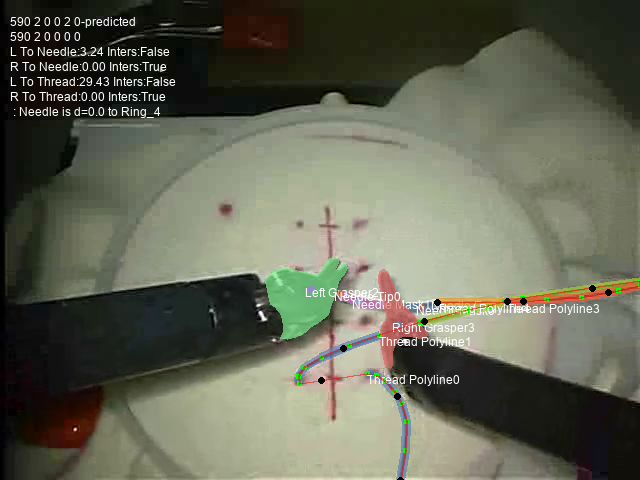 590 2 0 0 2 0-predicted
590 2 0 0 0 0
L To Needle:3.24 Inters:False
R To Needle:0.00 Inters:True
L To Thread:29.43 Inters:False
R To Thread:0.00 Inters:True
: Needle is d=0.0 to Ring_4
Left Grasper2
Needle Tip0
Thread Polyline3
Right Grasper3
Thread Polyline1
Thread Polyline0